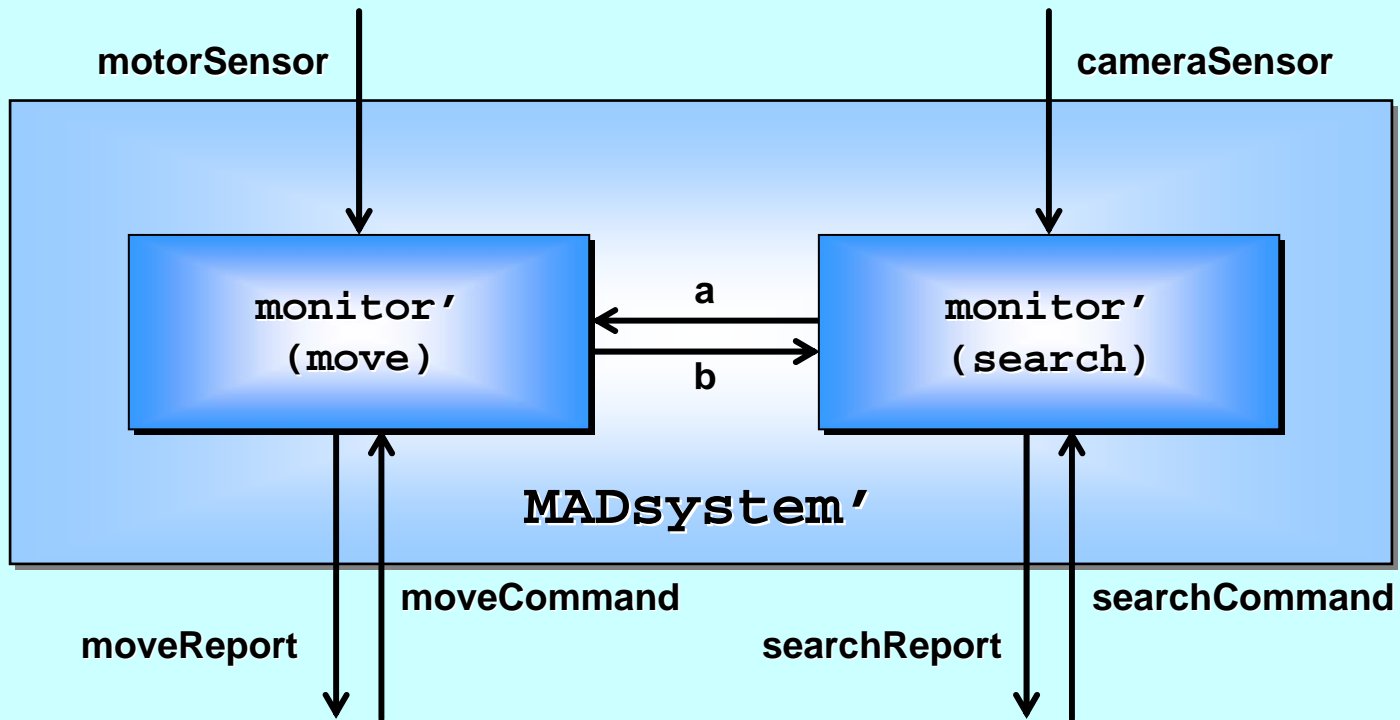 motorSensor
cameraSensor
monitor’
(move)
a
b
monitor’
(search)
MADsystem’
moveCommand
searchCommand
moveReport
searchReport